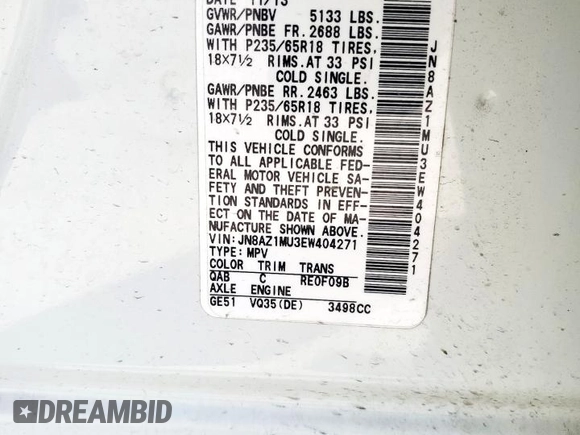 DATE 11/13
GVWR/PNBV 5133 LBS.
GAWR/PNBE FR. 2688 LBS.
WITH P235/65R18 TIRES.
18X7½ RIMS. AT 33 PSI
COLD SINGLE.
GAWR/PNBE RR. 2463 LBS.
WITH P235/65R18 TIRES.
18X7½ RIMS. AT 33 PSI
COLD SINGLE.
THIS VEHICLE CONFORMS
TO ALL APPLICABLE FED-
ERAL MOTOR VEHICLE SA-
FETY AND THEFT PREVEN-
TION STANDARDS IN EFF-
ECT ON THE DATE OF MA-
NUFACTURE SHOWN ABOVE.
VIN:JN8AZ1MU3EW404271
TYPE:MPV
COLOR TRIM TRANS
QAB C RE0F09B
AXLE ENGINE
GE51 VQ35(DE) 3498CC
JN8AZ1MU3EW404271
DREAMBID